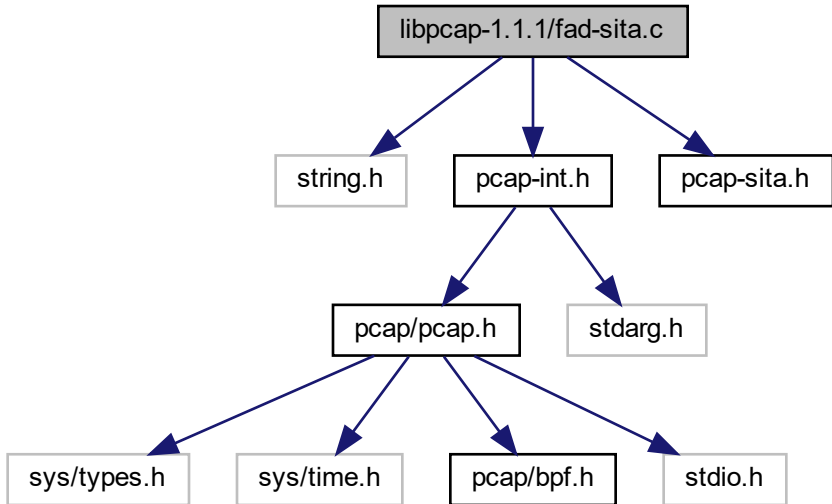 libpcap-1.1.1/fad-sita.c
string.h
pcap-int.h
pcap-sita.h
pcap/pcap.h
stdarg.h
sys/types.h
sys/time.h
pcap/bpf.h
stdio.h